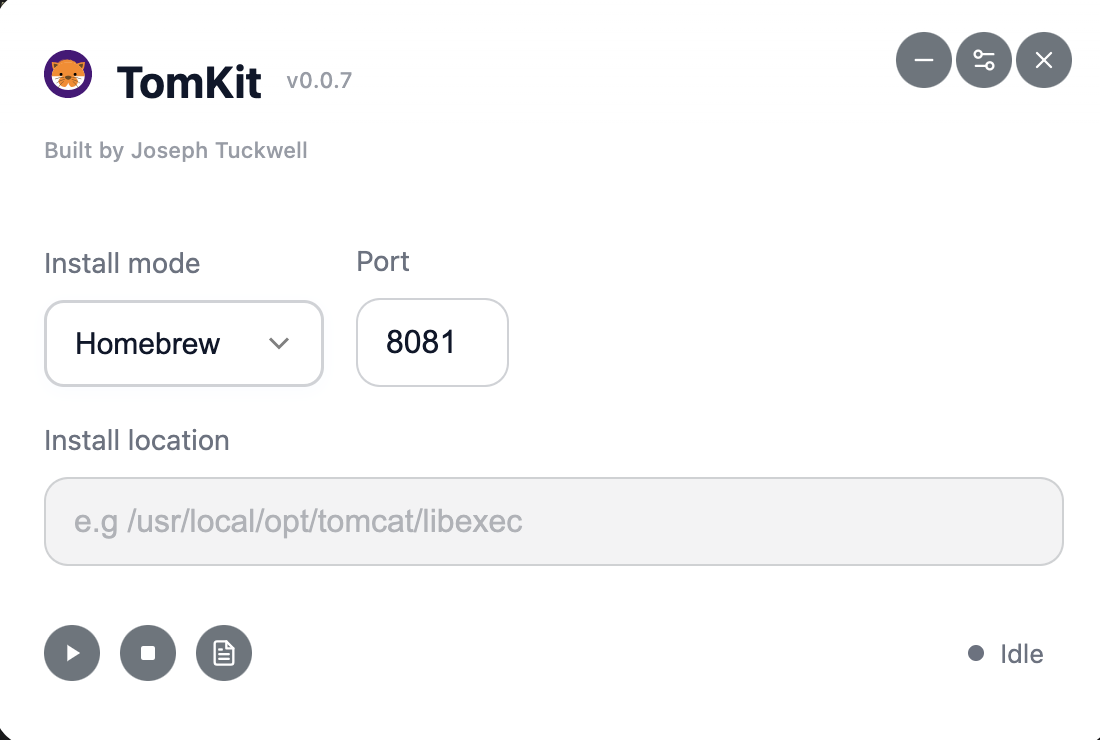 TomKit v0.0.7
Built by Joseph Tuckwell
Install mode
Port
Homebrew
8081
Install location
e.g /usr/local/opt/tomcat/libexec
Idle